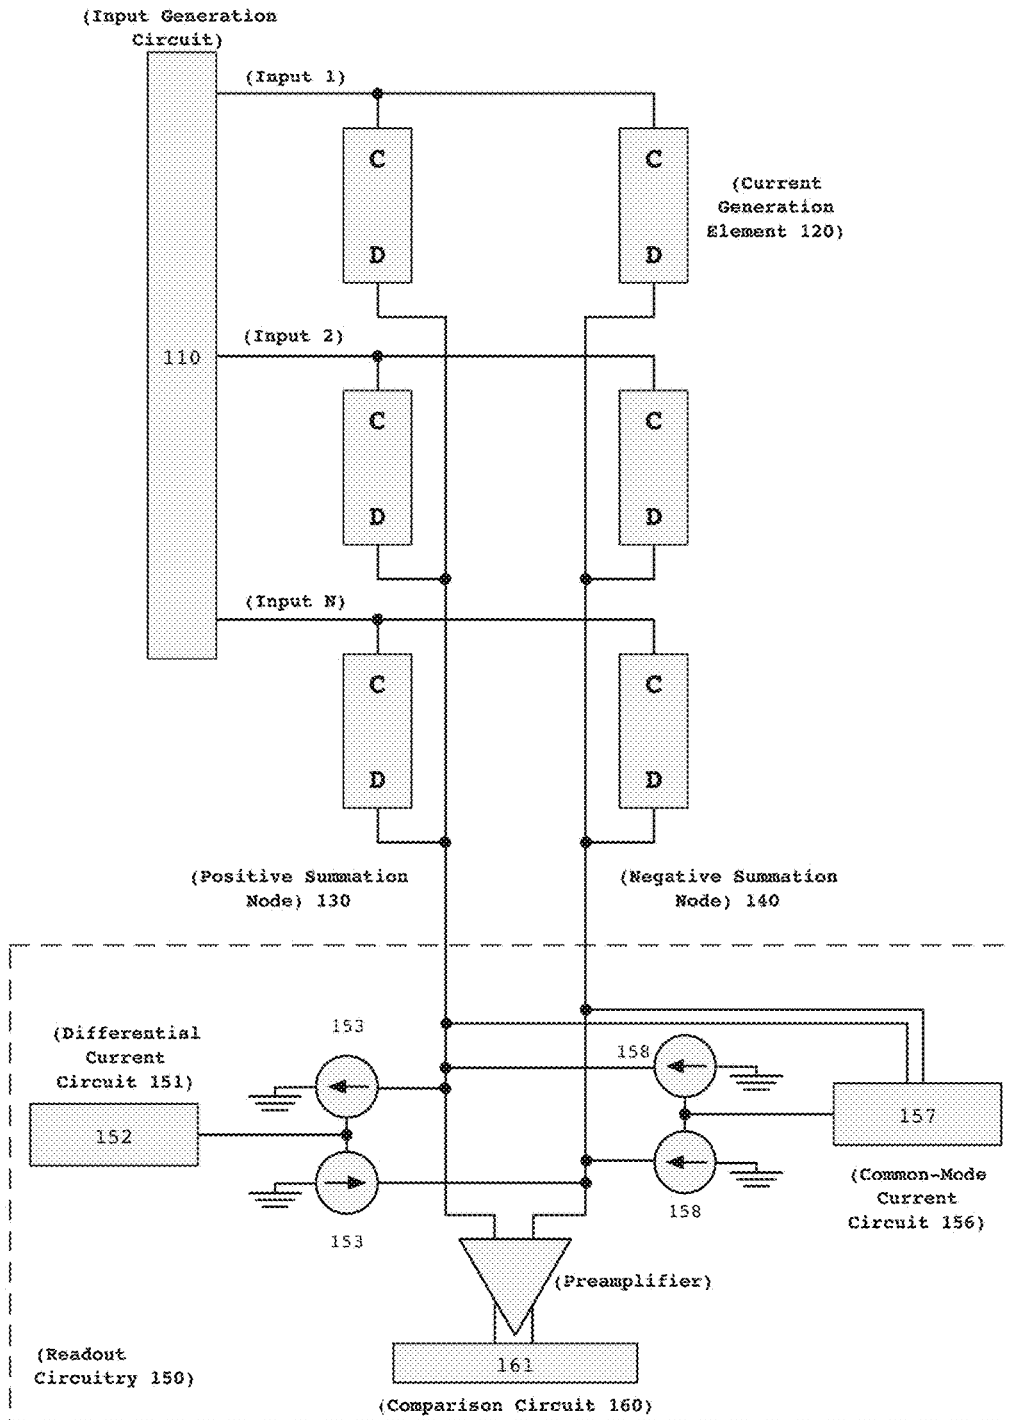 (Input Generation
Circuit)
(Input 1)
C
C
(Current
Generation
Element 120)
D
D
(Input 2)
110
C
C
D
D
(Input N)
C
C
D
D
(Positive Summation
Node) 130
(Negative Summation
Node) 140
(Differential
Current
Circuit 151)
153
158
152
157
(Common-Mode
Current
Circuit 156)
153
158
(Preamplifier)
(Readout
Circuitry 150)
161
(Comparison Circuit 160)